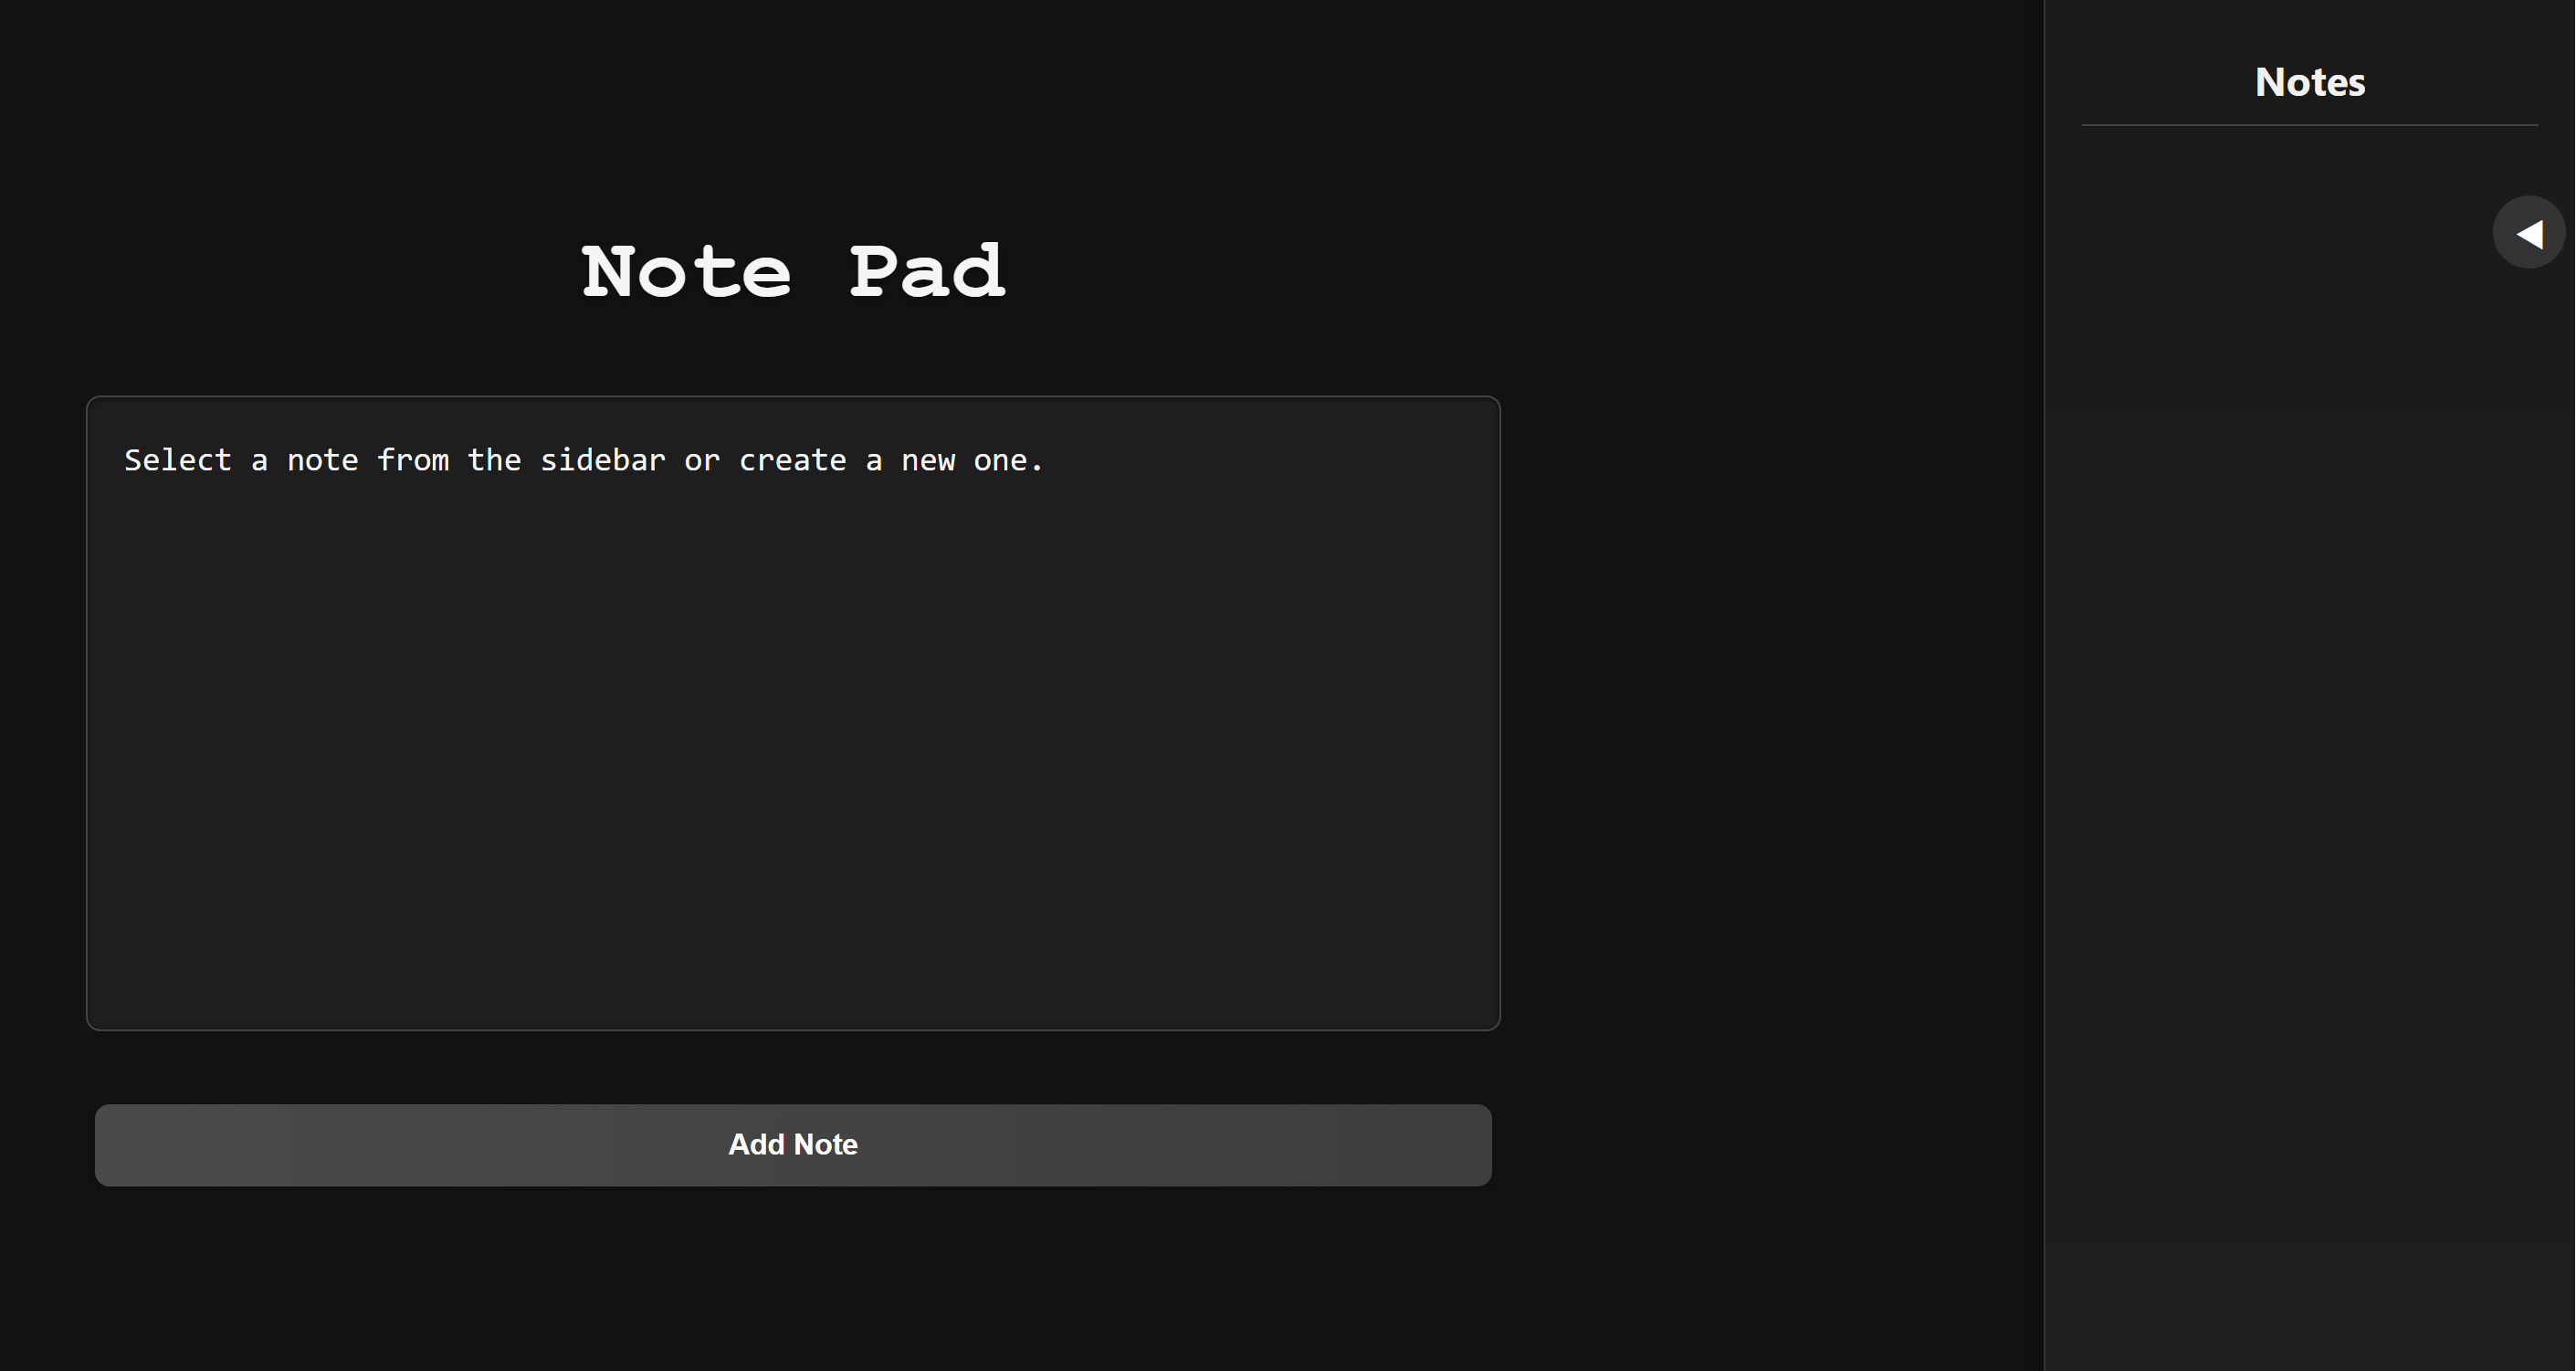 Notes
Note Pad
Select a note from the sidebar or create a new one.
Add Note